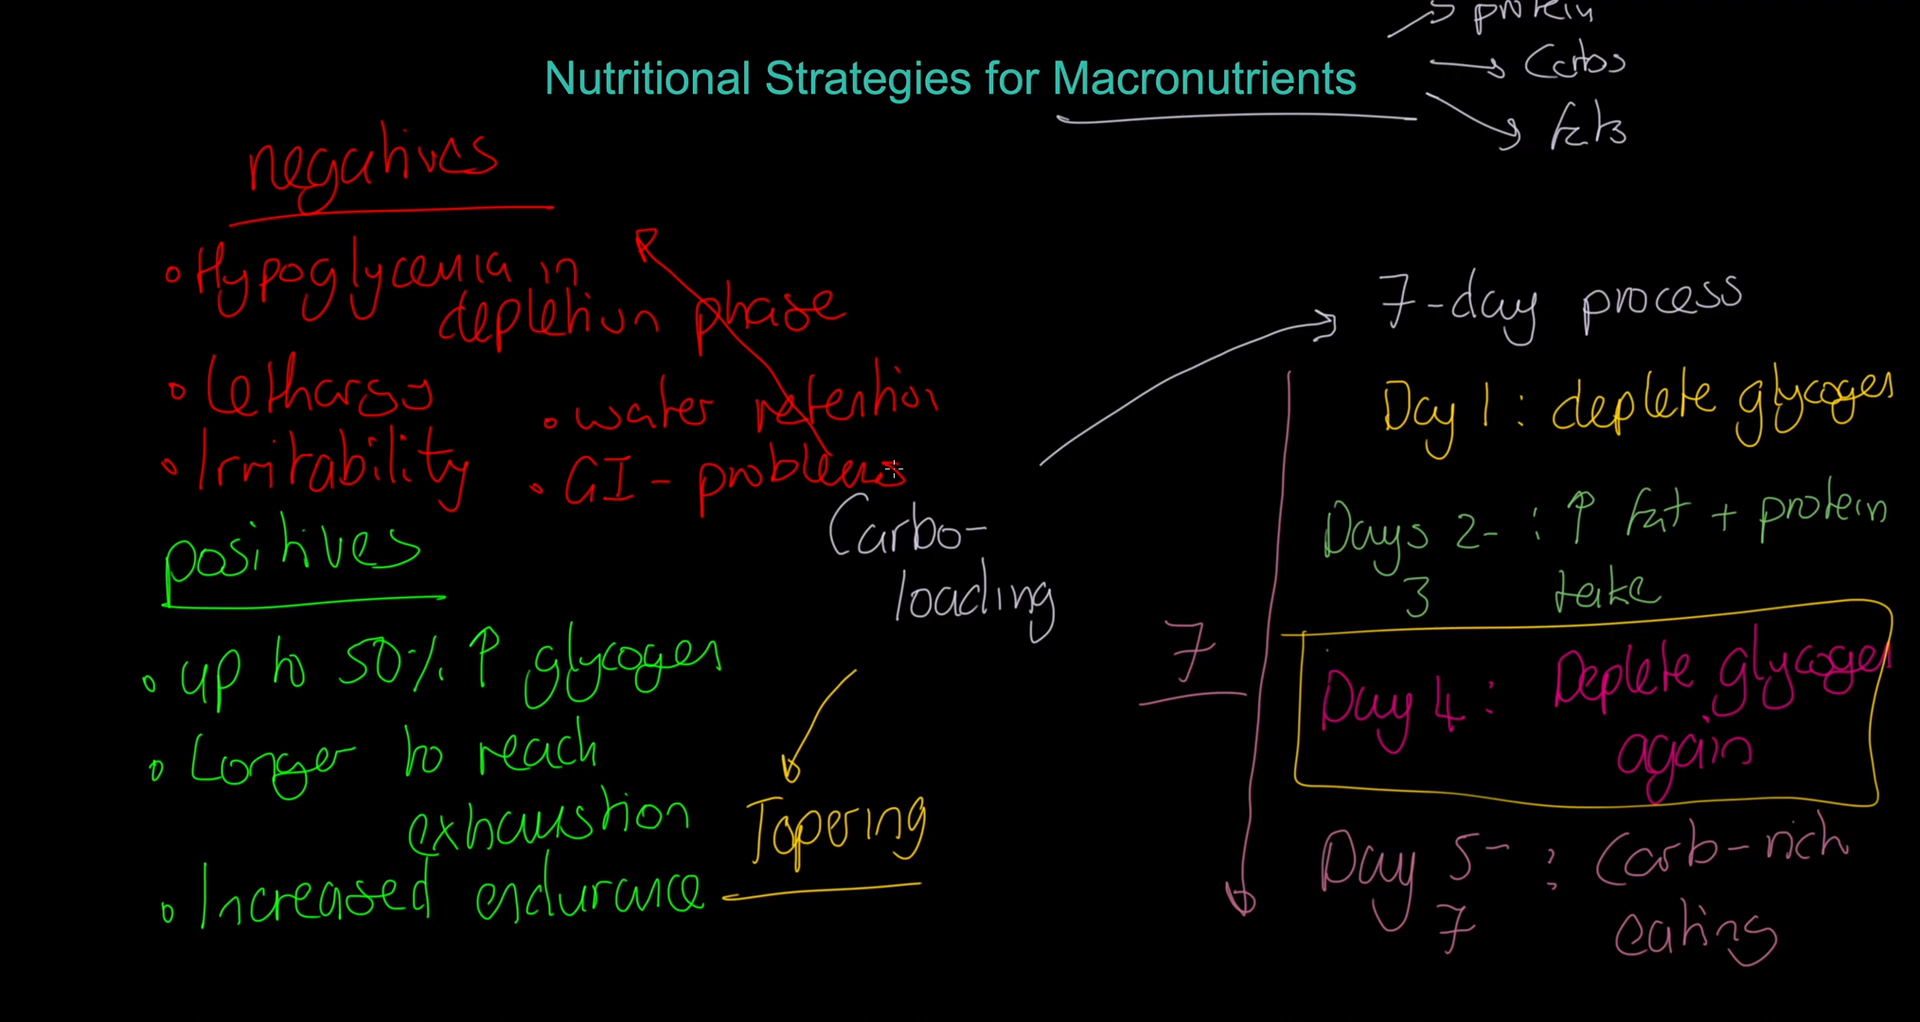 protein
Nutritional Strategies for Macronutrients
Carbs
fats
negatives
• Hypoglycemia in
depletion phase
• Lethargy
• Irritability
• water retention
• GI - problems
positives
• up to 50% ↑ glycogen
• Longer to reach
exhaustion
• Increased endurance
Carbo-
loading
Tapering
7-day process
Day 1 : deplete glycogen
Days 2- : ↑ fat + protein
3 take
7
Day 4 : Deplete glycogen
again
Day 5- : Carb-rich
7 eating